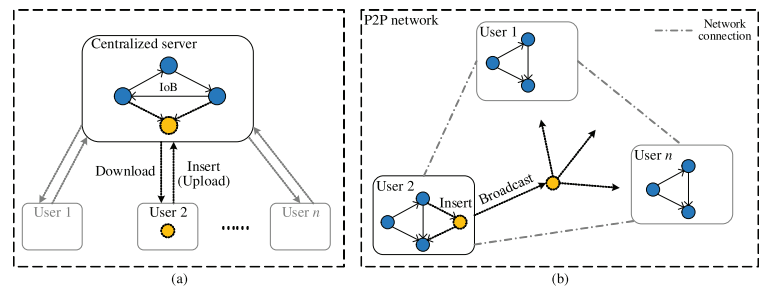 Centralized server
IoB
Download
Insert
(Upload)
User 1
User 2
......
User n
(a)
P2P network
Network
connection
User 1
User n
User 2
Insert
Broadcast
(b)